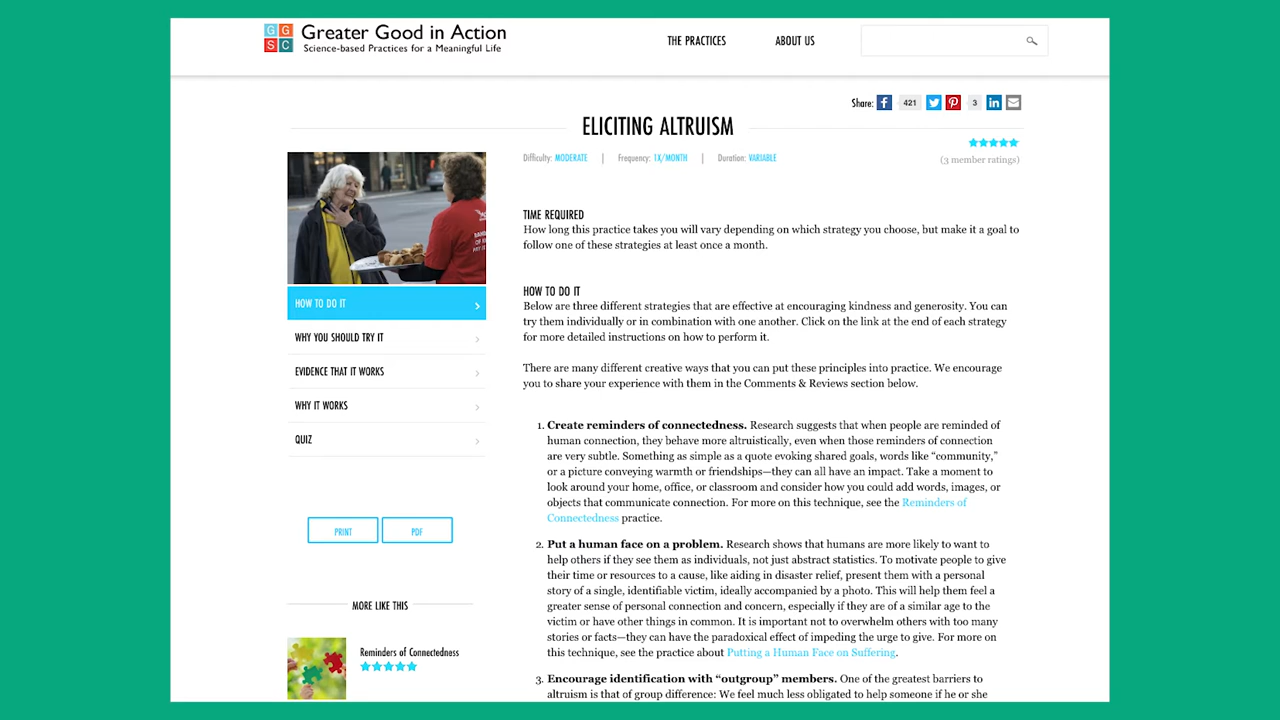 G G
S C
Greater Good in Action
Science-based Practices for a Meaningful Life
THE PRACTICES
ABOUT US
Share:
421
3
ELICITING ALTRUISM
Difficulty: MODERATE | Frequency: 1X/MONTH | Duration: VARIABLE
(3 member ratings)
HOW TO DO IT
WHY YOU SHOULD TRY IT
EVIDENCE THAT IT WORKS
WHY IT WORKS
QUIZ
PRINT
PDF
MORE LIKE THIS
Reminders of Connectedness
TIME REQUIRED
How long this practice takes you will vary depending on which strategy you choose, but make it a goal to
follow one of these strategies at least once a month.
HOW TO DO IT
Below are three different strategies that are effective at encouraging kindness and generosity. You can
try them individually or in combination with one another. Click on the link at the end of each strategy
for more detailed instructions on how to perform it.
There are many different creative ways that you can put these principles into practice. We encourage
you to share your experience with them in the Comments & Reviews section below.
1. Create reminders of connectedness. Research suggests that when people are reminded of
human connection, they behave more altruistically, even when those reminders of connection
are very subtle. Something as simple as a quote evoking shared goals, words like “community,”
or a picture conveying warmth or friendships—they can all have an impact. Take a moment to
look around your home, office, or classroom and consider how you could add words, images, or
objects that communicate connection. For more on this technique, see the Reminders of
Connectedness practice.
2. Put a human face on a problem. Research shows that humans are more likely to want to
help others if they see them as individuals, not just abstract statistics. To motivate people to give
their time or resources to a cause, like aiding in disaster relief, present them with a personal
story of a single, identifiable victim, ideally accompanied by a photo. This will help them feel a
greater sense of personal connection and concern, especially if they are of a similar age to the
victim or have other things in common. It is important not to overwhelm others with too many
stories or facts—they can have the paradoxical effect of impeding the urge to give. For more on
this technique, see the practice about Putting a Human Face on Suffering.
3. Encourage identification with “outgroup” members. One of the greatest barriers to
altruism is that of group difference: We feel much less obligated to help someone if he or she